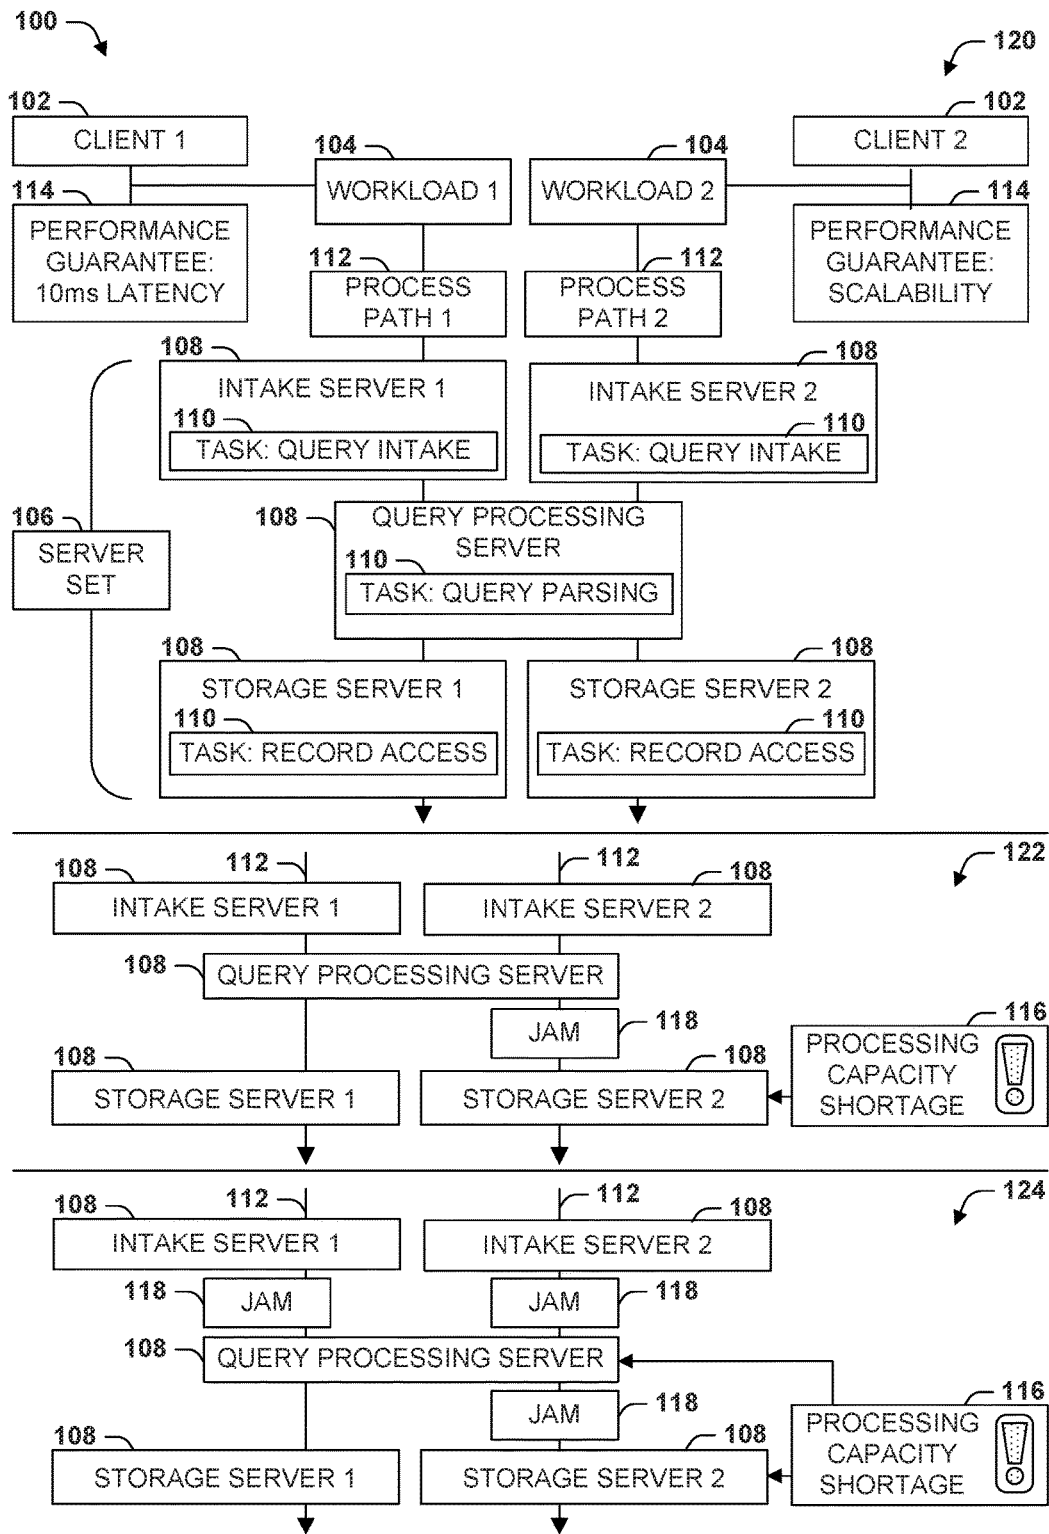 100
120
102
CLIENT 1
102
CLIENT 2
104
WORKLOAD 1
104
WORKLOAD 2
114
PERFORMANCE
GUARANTEE:
10ms LATENCY
114
PERFORMANCE
GUARANTEE:
SCALABILITY
112
PROCESS
PATH 1
112
PROCESS
PATH 2
108
INTAKE SERVER 1
110
TASK: QUERY INTAKE
108
INTAKE SERVER 2
110
TASK: QUERY INTAKE
106
SERVER
SET
108
QUERY PROCESSING
SERVER
110
TASK: QUERY PARSING
108
STORAGE SERVER 1
110
TASK: RECORD ACCESS
108
STORAGE SERVER 2
110
TASK: RECORD ACCESS
122
108
112
INTAKE SERVER 1
112
108
INTAKE SERVER 2
108
QUERY PROCESSING SERVER
JAM
118
108
STORAGE SERVER 1
108
STORAGE SERVER 2
116
PROCESSING
CAPACITY
SHORTAGE
124
108
112
INTAKE SERVER 1
112
108
INTAKE SERVER 2
118
JAM
JAM
118
108
QUERY PROCESSING SERVER
JAM
118
108
STORAGE SERVER 1
108
STORAGE SERVER 2
116
PROCESSING
CAPACITY
SHORTAGE